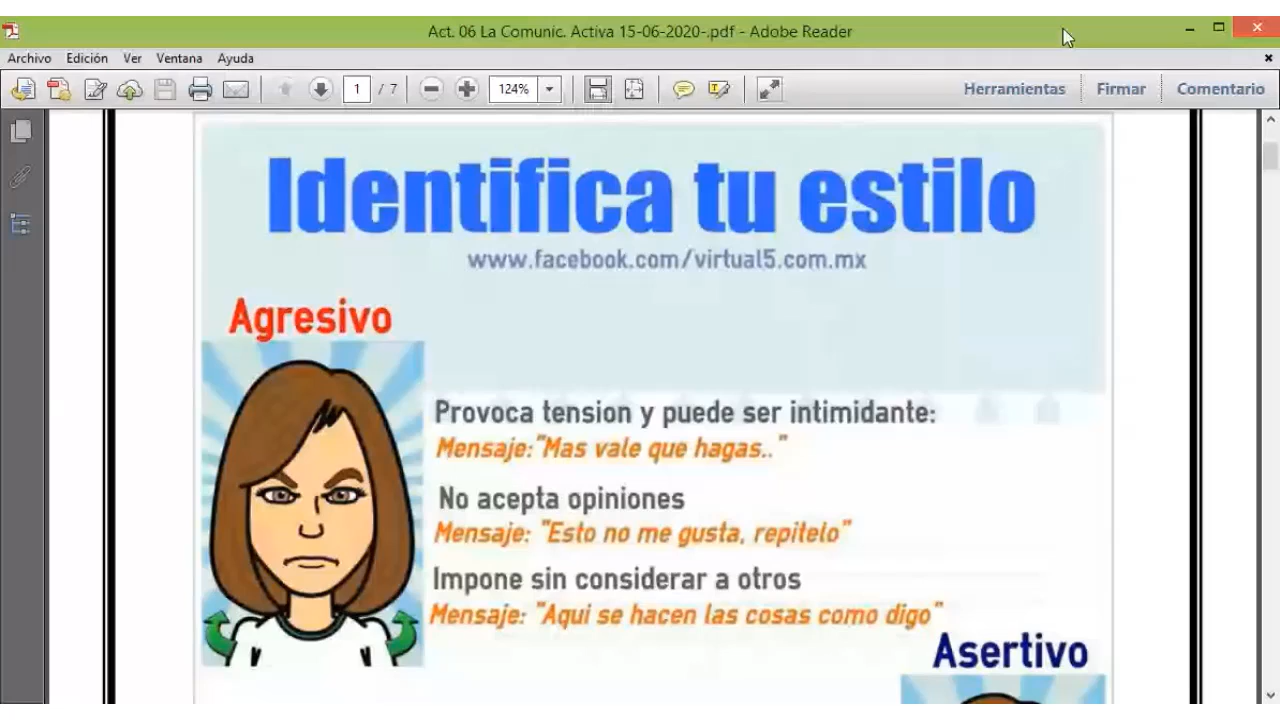 Act. 06 La Comunic. Activa 15-06-2020-.pdf - Adobe Reader
Archivo Edición Ver Ventana Ayuda
1 / 7 124% Herramientas Firmar Comentario
Identifica tu estilo
www.facebook.com/virtual5.com.mx
Agresivo
Provoca tension y puede ser intimidante:
Mensaje:"Mas vale que hagas.."
No acepta opiniones
Mensaje: "Esto no me gusta, repitelo"
Impone sin considerar a otros
Mensaje: "Aqui se hacen las cosas como digo"
Asertivo